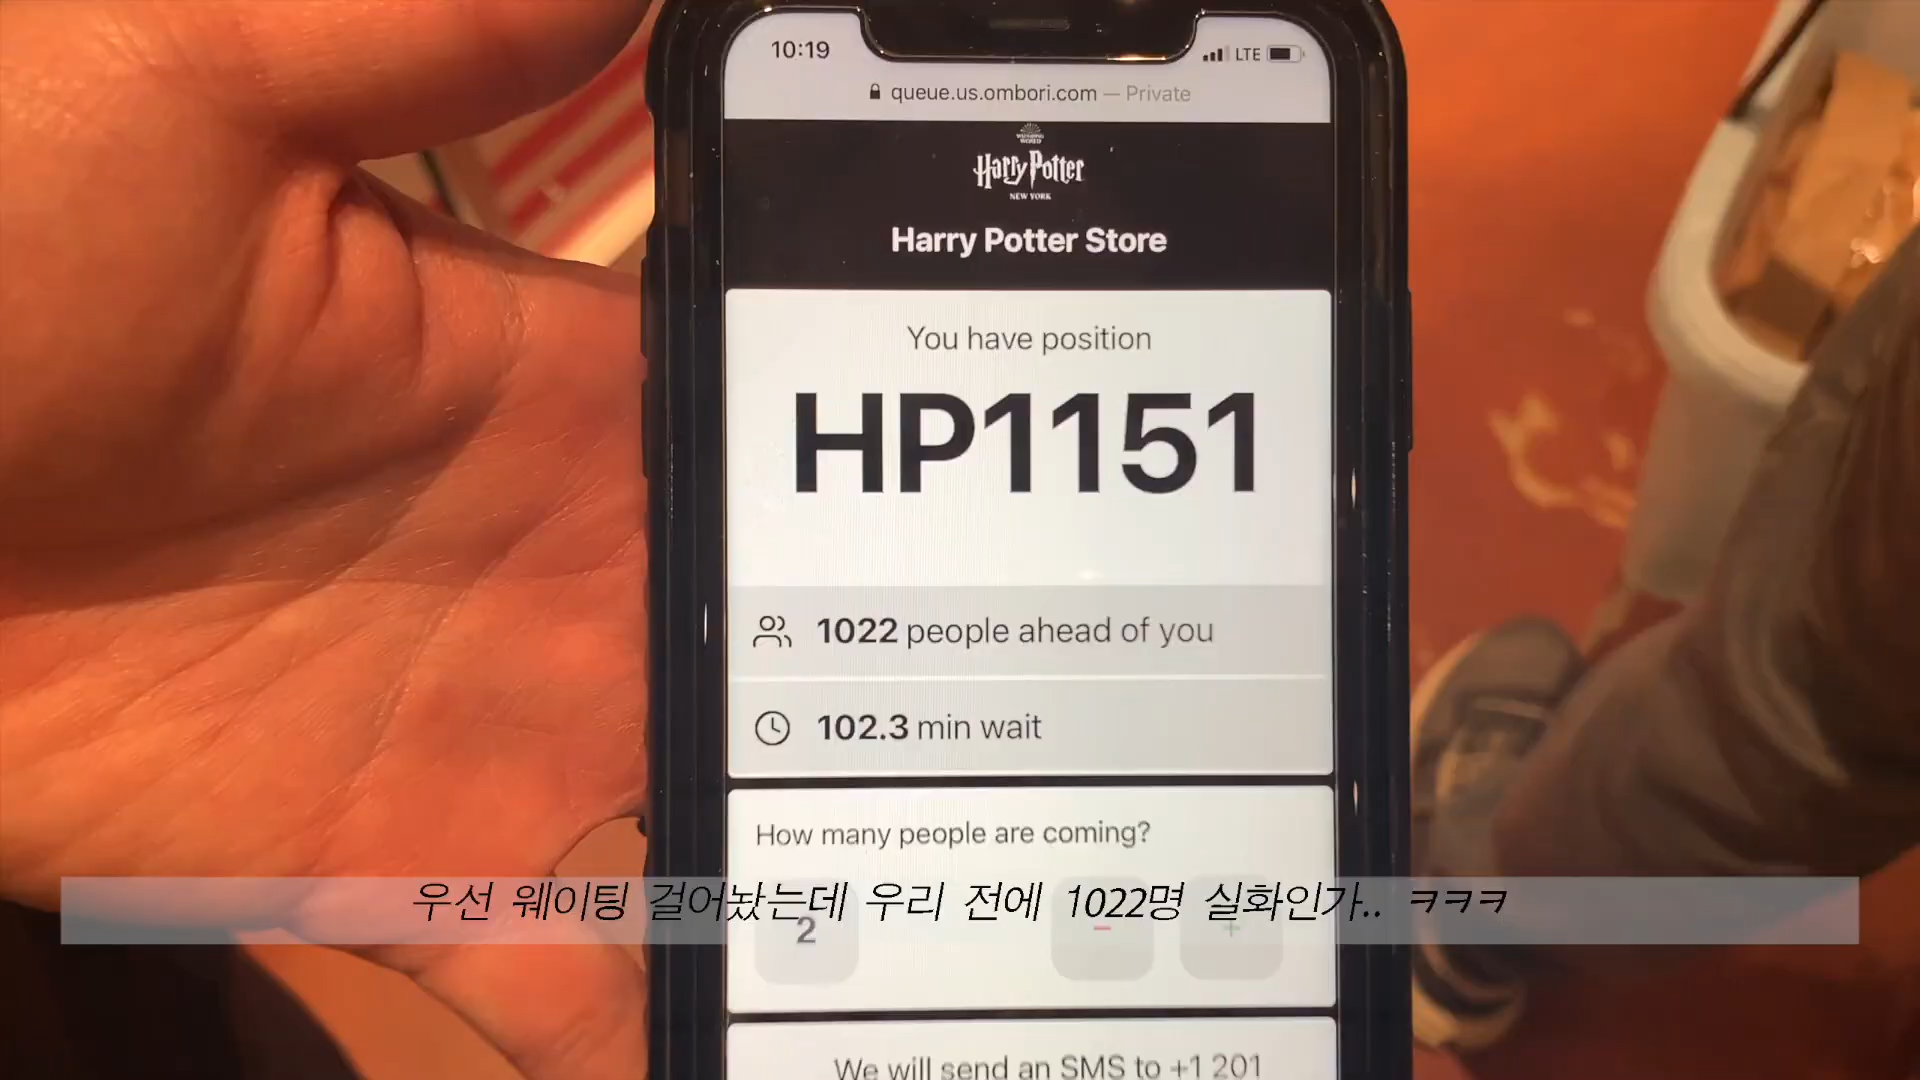 10:19
LTE
queue.us.ombori.com — Private
WIZARDING
WORLD
Harry Potter
NEW YORK
Harry Potter Store
You have position
HP1151
1022 people ahead of you
102.3 min wait
How many people are coming?
우선 웨이팅 걸어놨는데 우리 전에 1022명 실화인가.. ㅋㅋㅋ
2 − +
We will send an SMS to +1 201